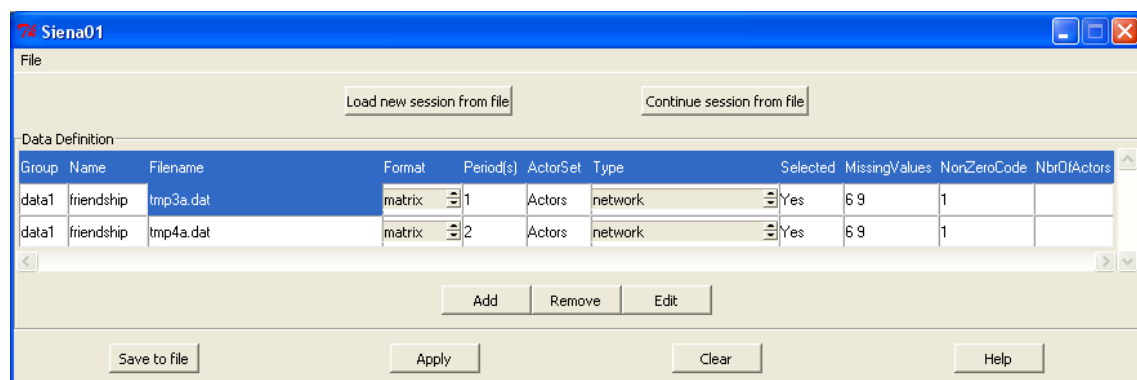 Siena01
File
Load new session from file Continue session from file
Data Definition
Group Name Filename Format Period(s) ActorSet Type Selected MissingValues NonZeroCode NbrOfActors
data1 friendship tmp3a.dat matrix 1 Actors network Yes 6 9 1
data1 friendship tmp4a.dat matrix 2 Actors network Yes 6 9 1
Add Remove Edit
Save to file Apply Clear Help